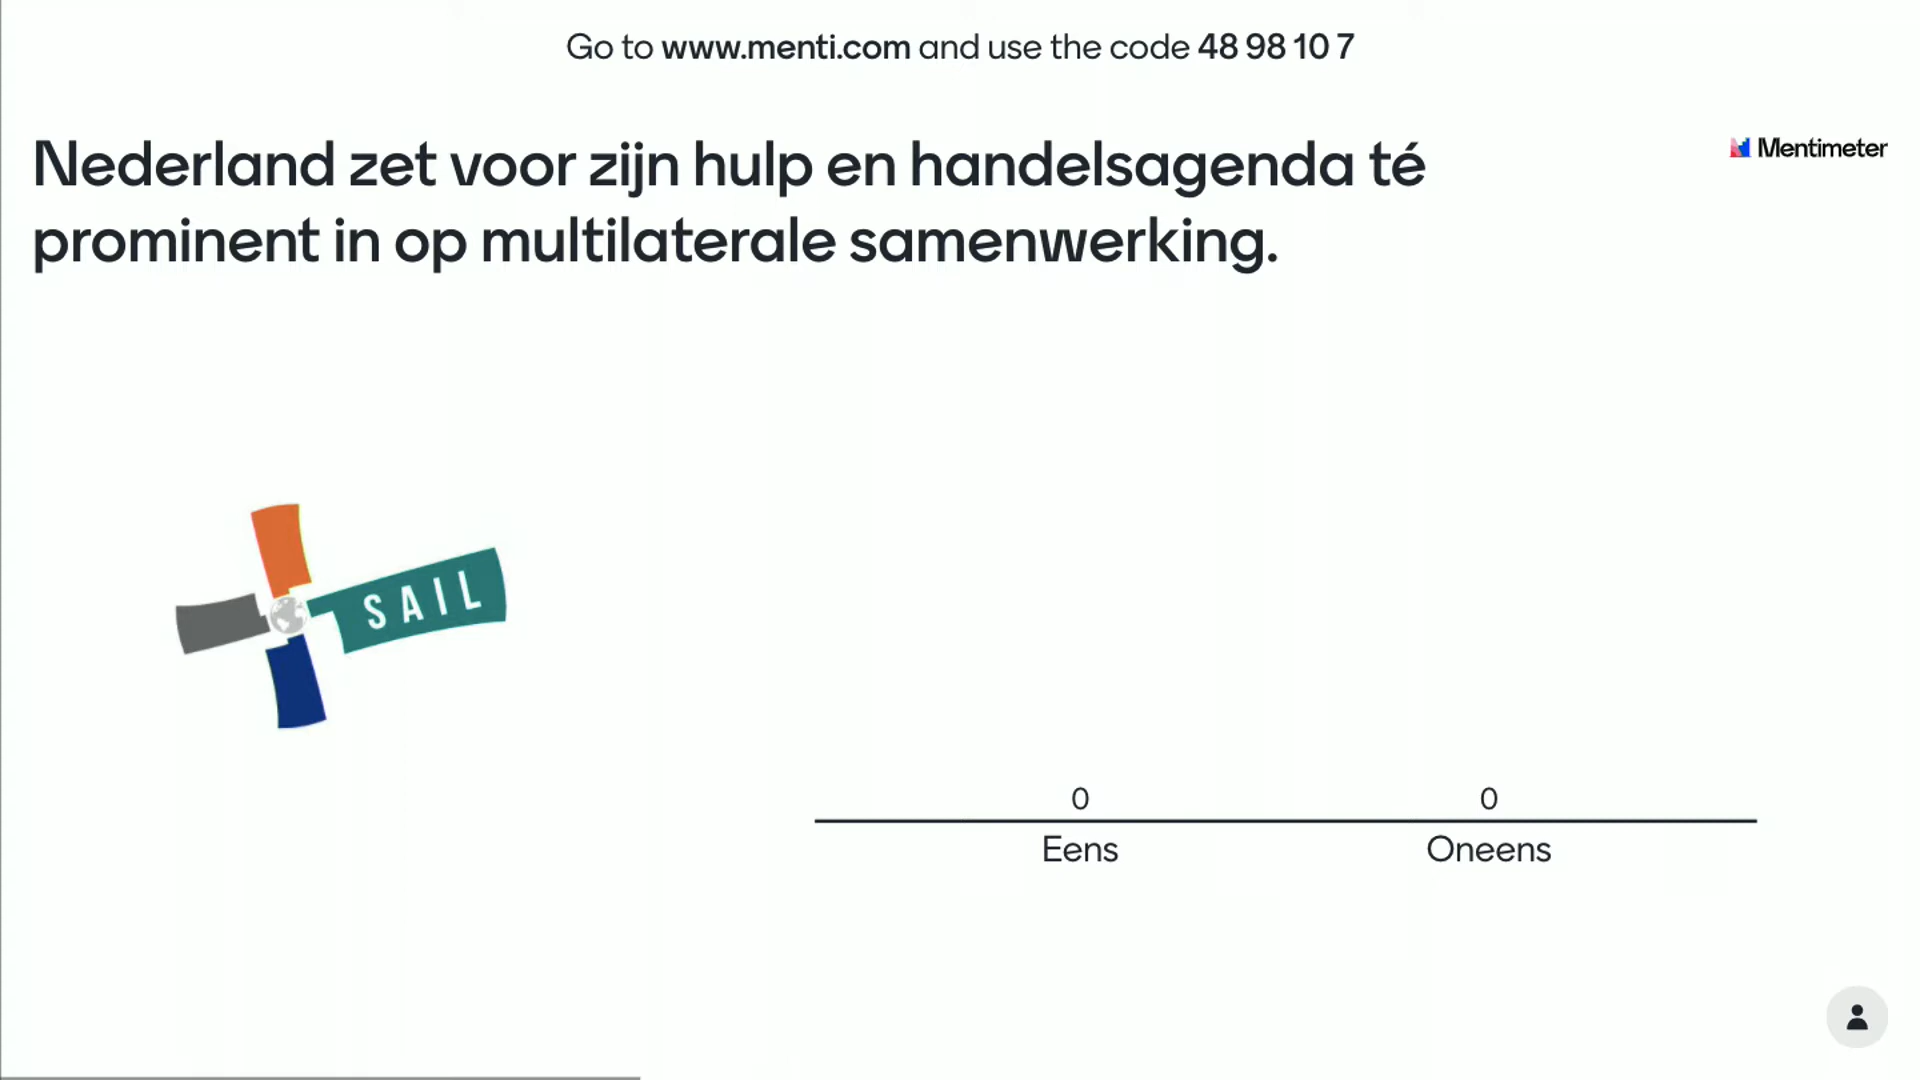 Go to www.menti.com and use the code 48 98 10 7
Nederland zet voor zijn hulp en handelsagenda té
prominent in op multilaterale samenwerking.
Mentimeter
SAIL
0 0
Eens Oneens